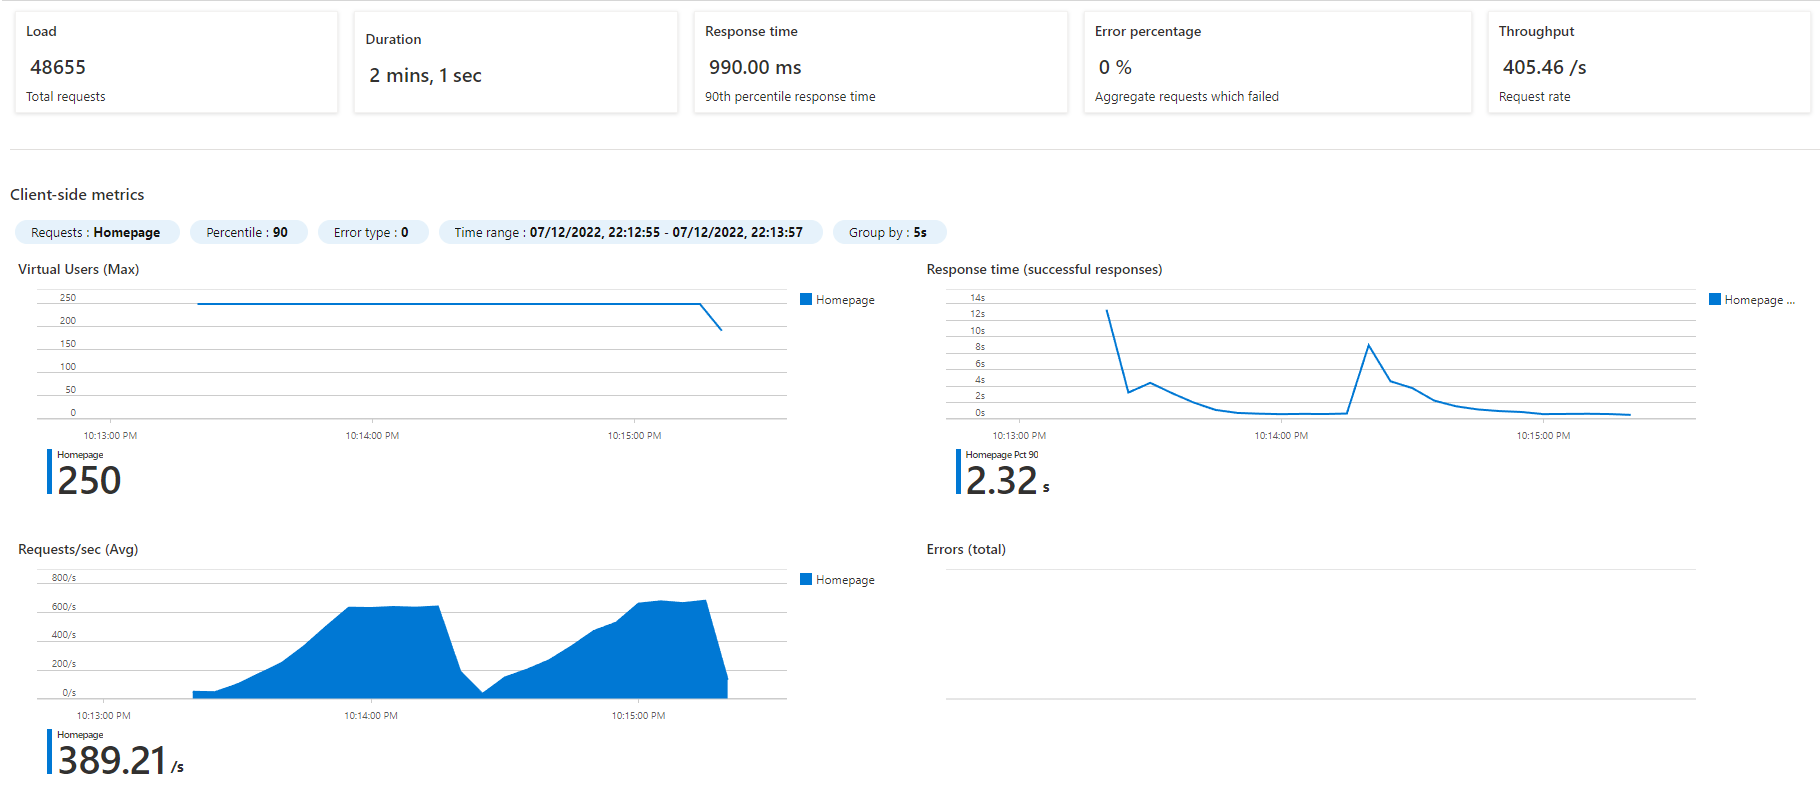 Load
48655
Total requests
Duration
2 mins, 1 sec
Response time
990.00 ms
90th percentile response time
Error percentage
0 %
Aggregate requests which failed
Throughput
405.46 /s
Request rate
Client-side metrics
Requests : Homepage
Percentile : 90
Error type : 0
Time range : 07/12/2022, 22:12:55 - 07/12/2022, 22:13:57
Group by : 5s
Virtual Users (Max)
250
200
150
100
50
0
10:13:00 PM
10:14:00 PM
10:15:00 PM
Homepage
Homepage
250
Response time (successful responses)
14s
12s
10s
8s
6s
4s
2s
0s
10:13:00 PM
10:14:00 PM
10:15:00 PM
Homepage ...
Homepage Pct 90
2.32 s
Requests/sec (Avg)
800/s
600/s
400/s
200/s
0/s
10:13:00 PM
10:14:00 PM
10:15:00 PM
Homepage
Homepage
389.21 /s
Errors (total)